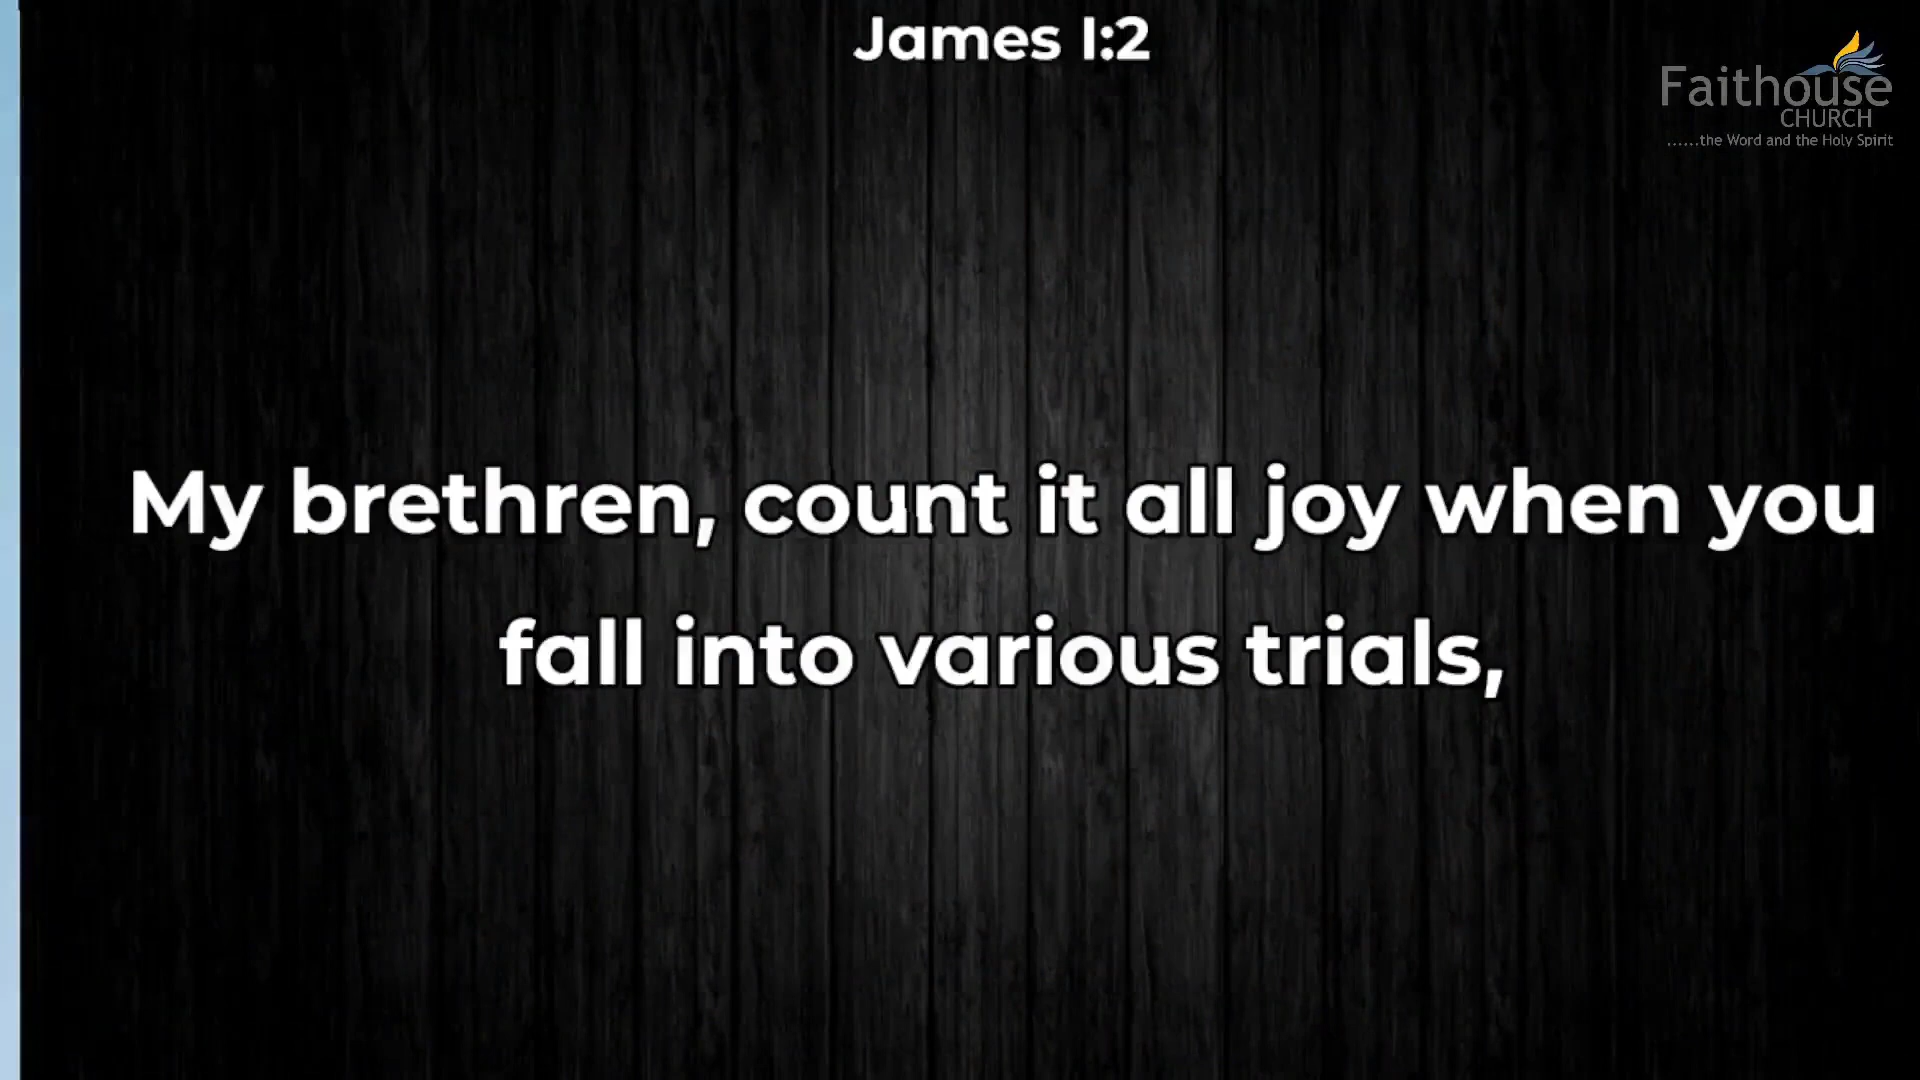 James 1:2
Faithouse
CHURCH
......the Word and the Holy Spirit
My brethren, count it all joy when you
fall into various trials,